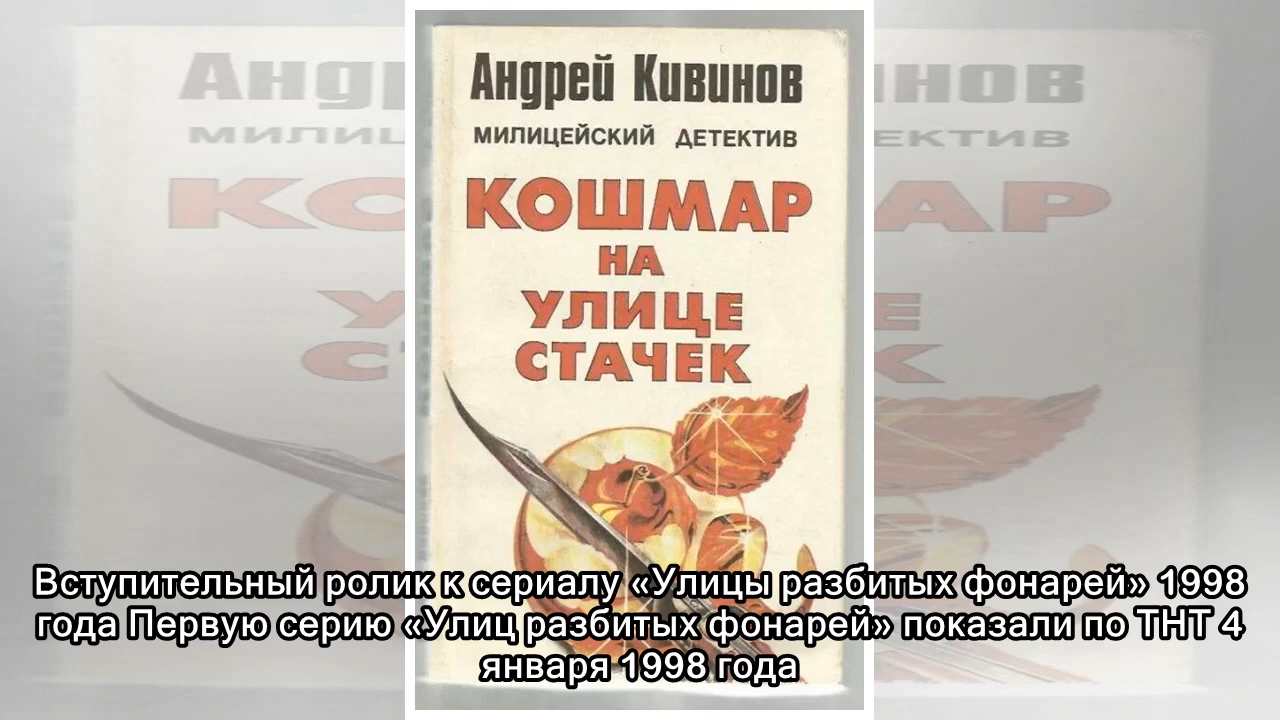 Андрей Кивинов
МИЛИЦЕЙСКИЙ ДЕТЕКТИВ
КОШМАР
НА
УЛИЦЕ
СТАЧЕК
Вступительный ролик к сериалу «Улицы разбитых фонарей» 1998
года Первую серию «Улиц разбитых фонарей» показали по ТНТ 4
января 1998 года